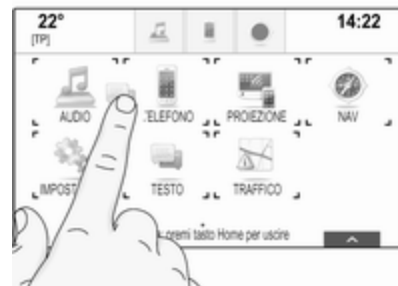 22° 14:22
[TP]
AUDIO TELEFONO PROIEZIONE NAV
IMPOST TESTO TRAFFICO
premi tasto Home per uscire